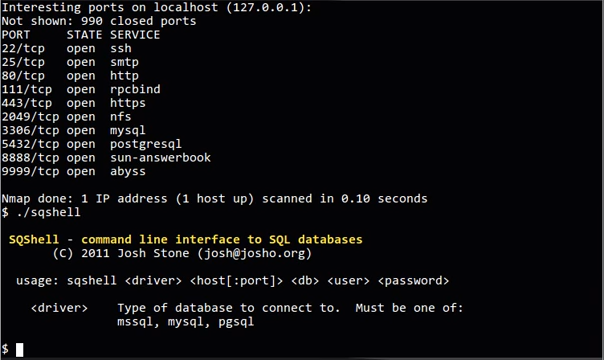 Interesting ports on localhost (127.0.0.1):
Not shown: 990 closed ports
PORT     STATE SERVICE
22/tcp   open  ssh
25/tcp   open  smtp
80/tcp   open  http
111/tcp  open  rpcbind
443/tcp  open  https
2049/tcp open  nfs
3306/tcp open  mysql
5432/tcp open  postgresql
8888/tcp open  sun-answerbook
9999/tcp open  abyss
Nmap done: 1 IP address (1 host up) scanned in 0.10 seconds
$ ./sqshell
SQShell - command line interface to SQL databases
(C) 2011 Josh Stone (josh@josho.org)
usage: sqshell <driver> <host[:port]> <db> <user> <password>
<driver>    Type of database to connect to.  Must be one of:
mssql, mysql, pgsql
$